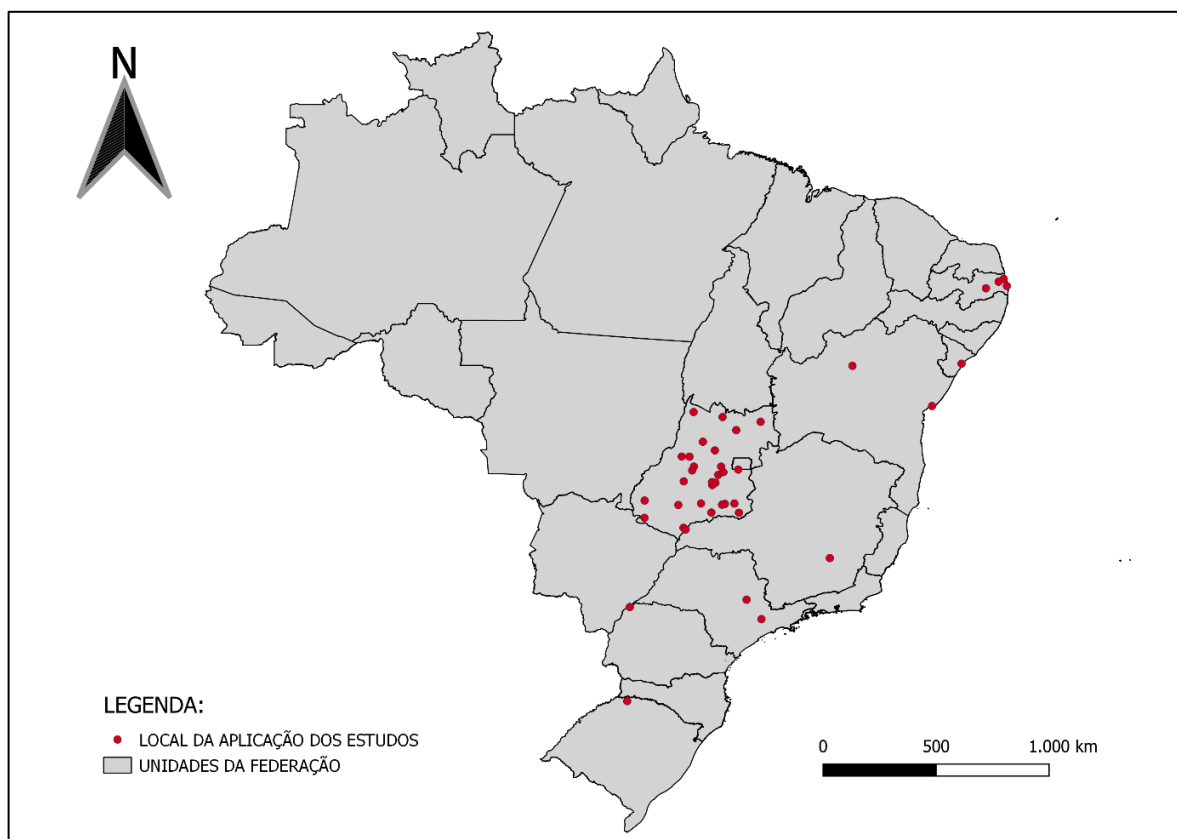 N
LEGENDA:
LOCAL DA APLICAÇÃO DOS ESTUDOS
UNIDADES DA FEDERAÇÃO
0 500 1.000 km